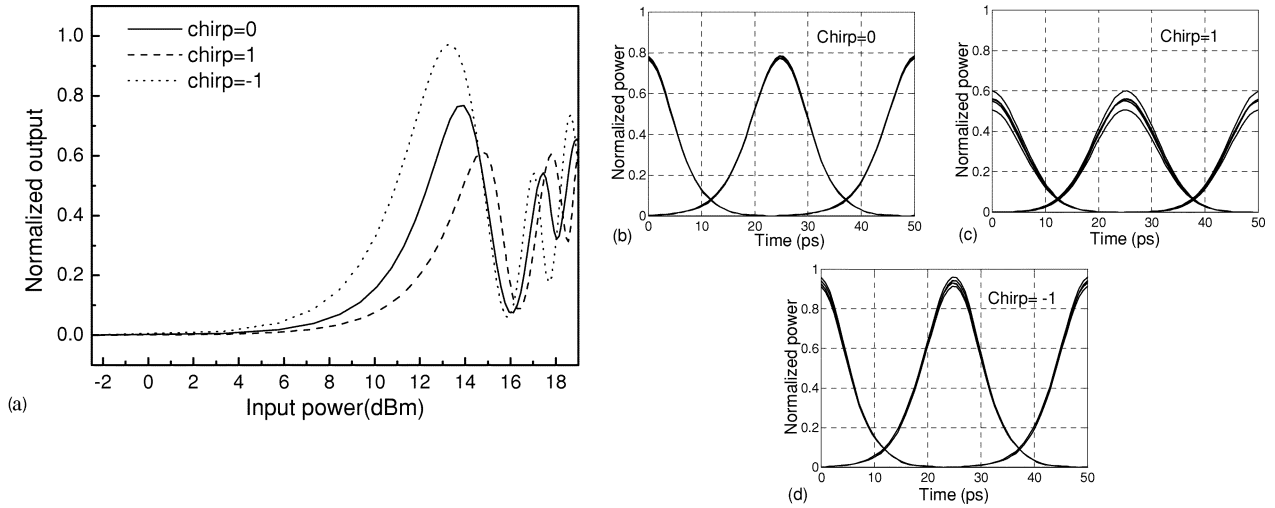 chirp=0
chirp=1
chirp=-1
1.0
0.8
0.6
0.4
0.2
0.0
Normalized output
-2 0 2 4 6 8 10 12 14 16 18
Input power(dBm)
(a)
Chirp=0
1
0.8
0.6
0.4
0.2
0
Normalized power
0 10 20 30 40 50
Time (ps)
(b)
Chirp=1
1
0.8
0.6
0.4
0.2
0
Normalized power
0 10 20 30 40 50
Time (ps)
(c)
Chirp= -1
1
0.8
0.6
0.4
0.2
0
Normalized power
0 10 20 30 40 50
Time (ps)
(d)